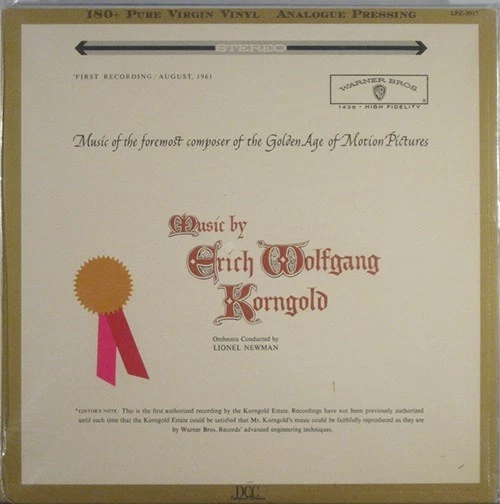 180+ Pure Virgin Vinyl Analogue Pressing
STEREO
*FIRST RECORDING / AUGUST, 1961
WARNER BROS.
WB
1438 • HIGH FIDELITY
Music of the foremost composer of the Golden Age of Motion Pictures
Music by
Erich Wolfgang
Korngold
Orchestra Conducted by
LIONEL NEWMAN
*EDITOR'S NOTE: This is the first authorized recording by the Korngold Estate. Recordings have not been previously authorized
until such time that the Korngold Estate could be satisfied that Mr. Korngold's music could be faithfully reproduced as they are
by Warner Bros. Records' advanced engineering techniques.
DCC